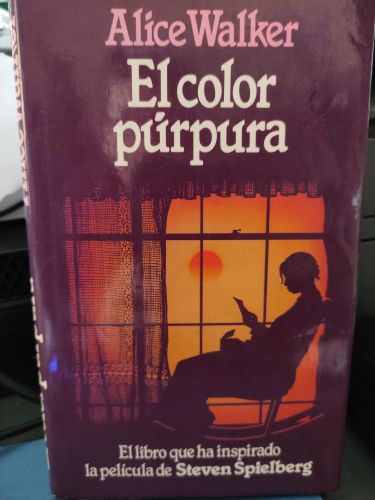 Alice Walker
El color
púrpura
El libro que ha inspirado
la película de Steven Spielberg